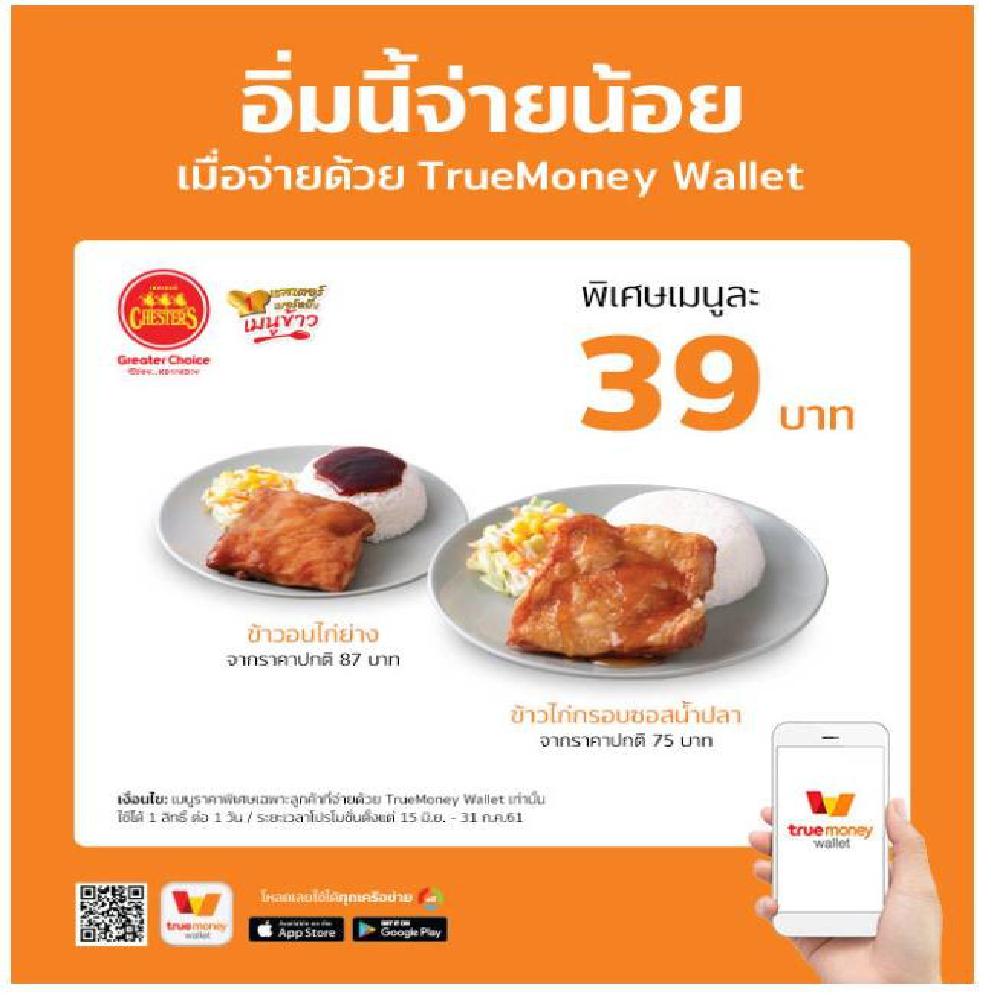 อิ่มนี้จ่ายน้อย
เมื่อจ่ายด้วย TrueMoney Wallet
CHESTER'S
Greater Choice
เมนูข้าว
พิเศษเมนูละ
39 บาท
ข้าวอบไก่ย่าง
จากราคาปกติ 87 บาท
ข้าวไก่กรอบซอสน้ำปลา
จากราคาปกติ 75 บาท
เงื่อนไข: เมนูราคาพิเศษเฉพาะลูกค้าที่จ่ายด้วย TrueMoney Wallet เท่านั้น
ใช้ได้ 1 สิทธิ์ ต่อ 1 วัน / ระยะเวลาโปรโมชั่นตั้งแต่ 15 มิ.ย. - 31 ก.ค.61
true money
wallet
true money
wallet
โหลดเลยใช้ได้ทุกเครือข่าย
Available on the
App Store
GET IT ON
Google Play